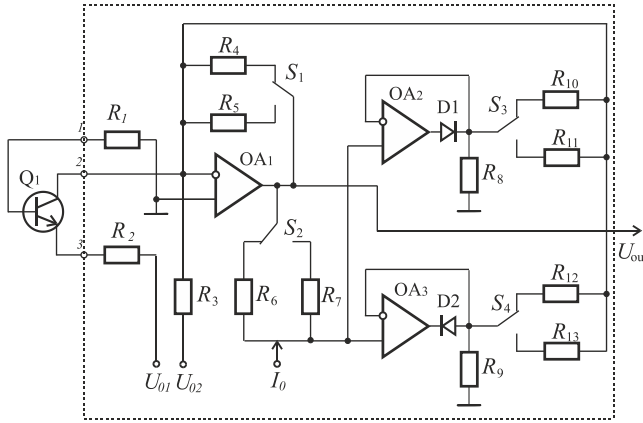 R4
S1
OA2
D1
S3
R10
R1
R5
1
R11
2
OA1
Q1
R8
R2
S2
3
Uou
R12
R3
R6
R7
OA3
D2
S4
R13
U01 U02
I0
R9